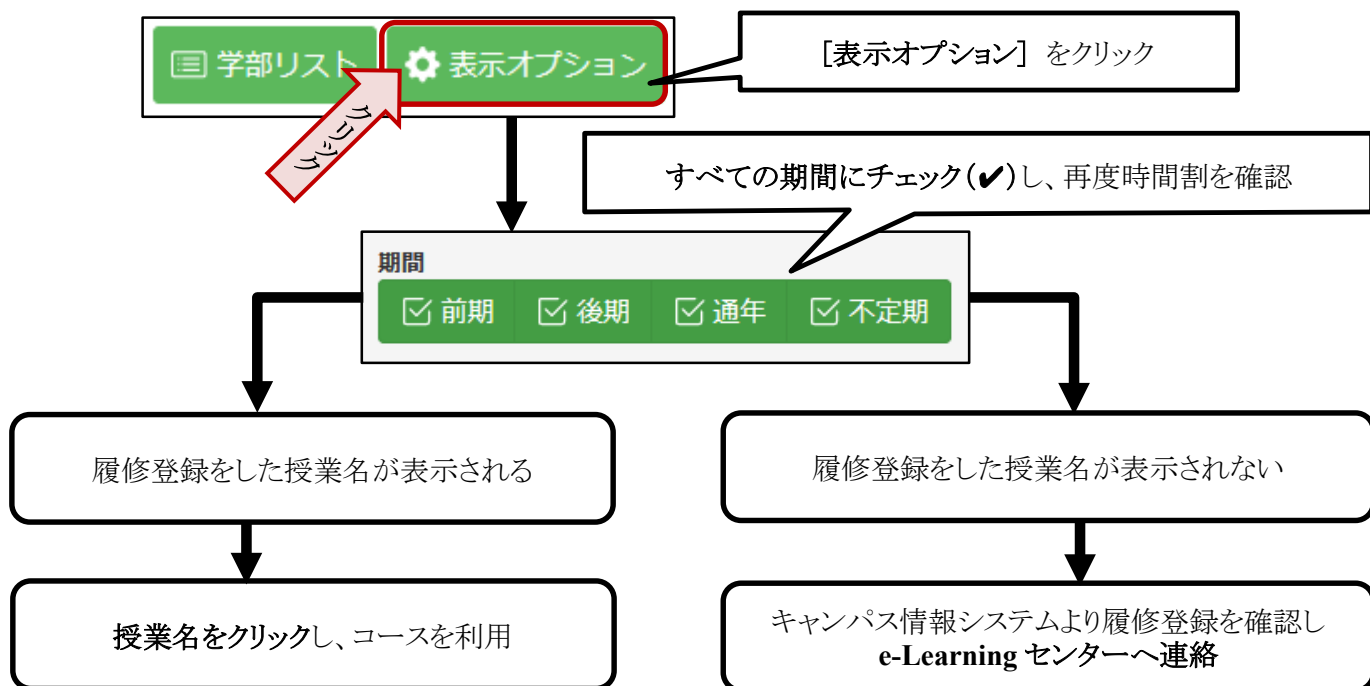 学部リスト
表示オプション
[表示オプション] をクリック
クリック
すべての期間にチェック(✔)し、再度時間割を確認
期間
前期 後期 通年 不定期
履修登録をした授業名が表示される
履修登録をした授業名が表示されない
授業名をクリックし、コースを利用
キャンパス情報システムより履修登録を確認し
e-Learning センターへ連絡